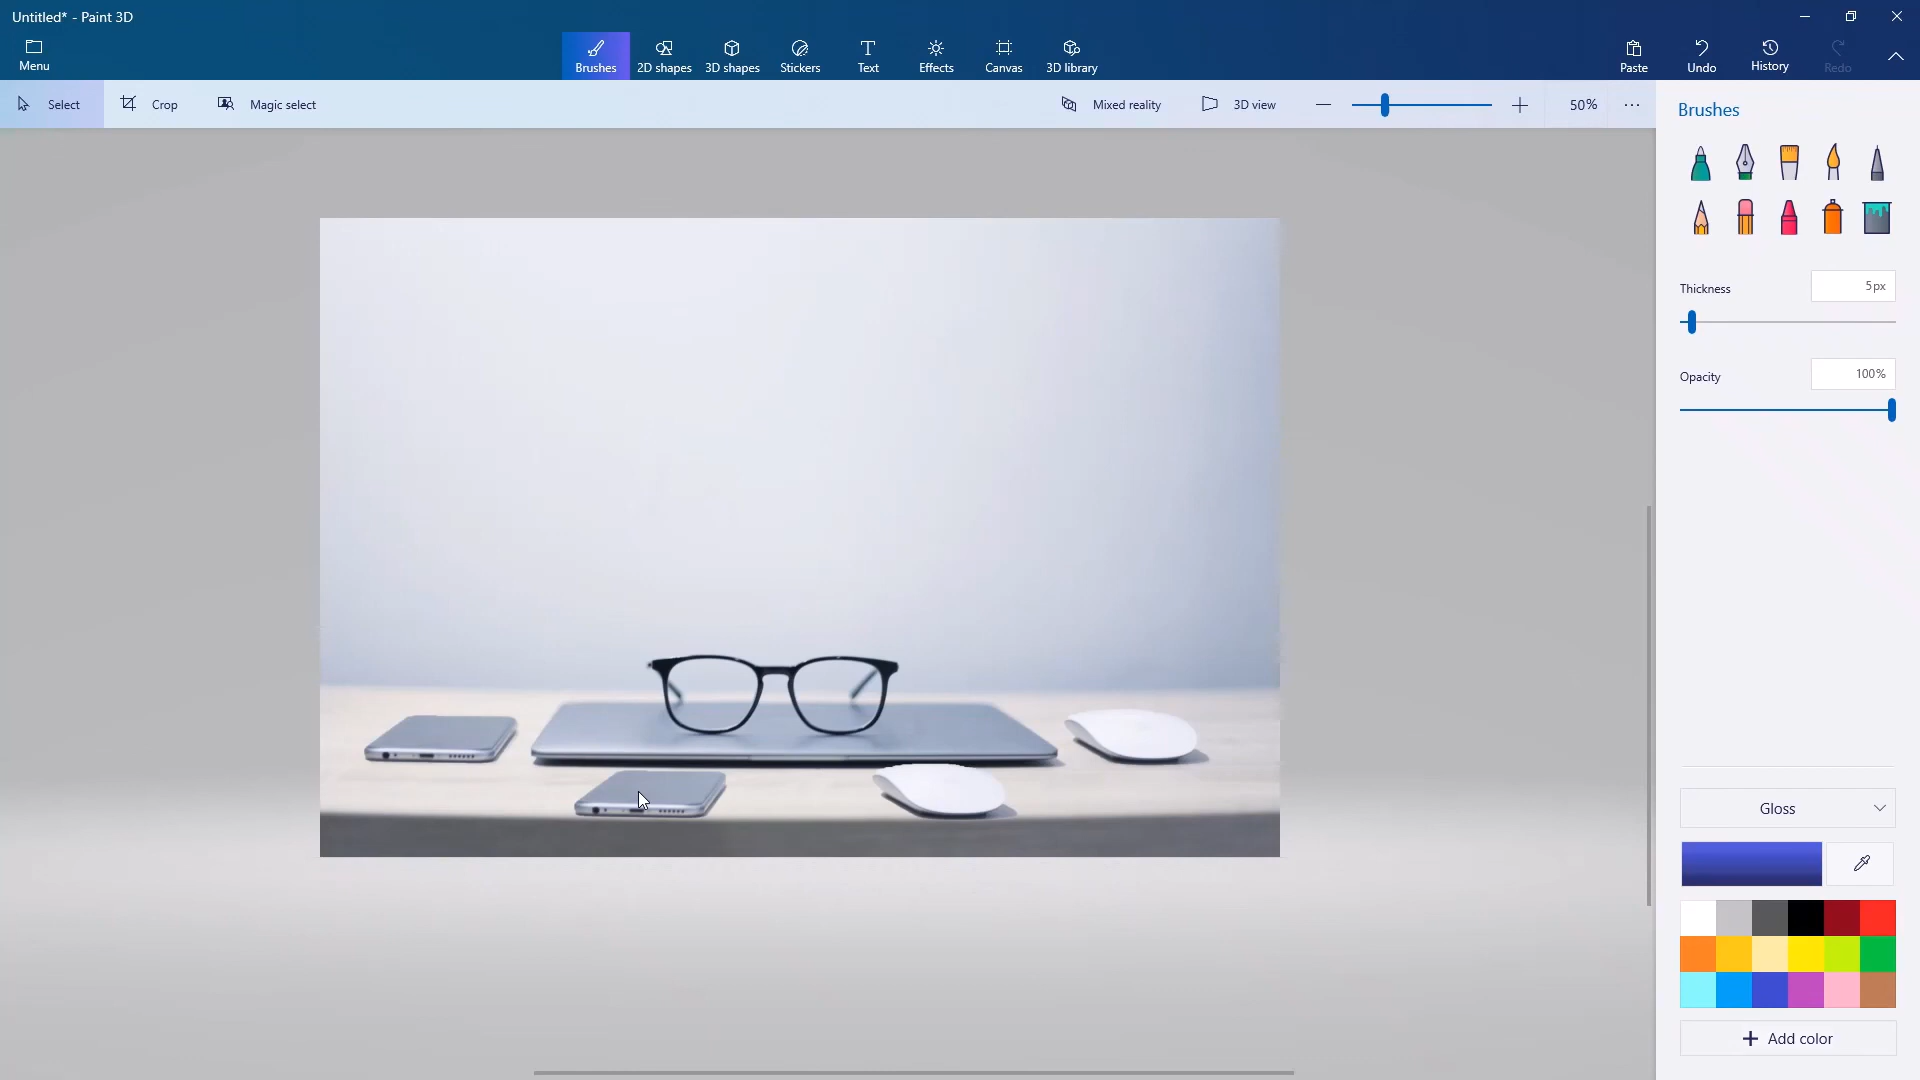 Untitled* - Paint 3D
Menu
Brushes
2D shapes
3D shapes
Stickers
Text
Effects
Canvas
3D library
Paste
Undo
History
Redo
Select
Crop
Magic select
Mixed reality
3D view
50%
Brushes
Thickness
5px
Opacity
100%
Gloss
Add color